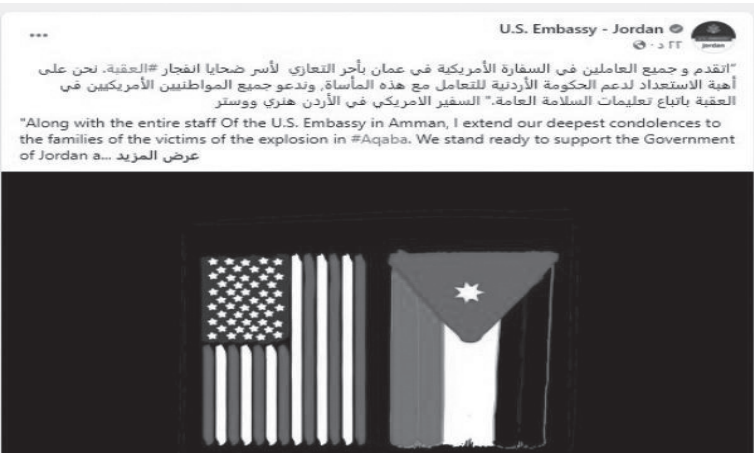 U.S. Embassy - Jordan
٢٢ د
Jordan
"اتقدم و جميع العاملين في السفارة الأمريكية في عمان بأحر التعازي لأسر ضحايا انفجار #العقبة. نحن على
أهبة الاستعداد لدعم الحكومة الأردنية للتعامل مع هذه المأساة, وندعو جميع المواطنيين الأمريكيين في
العقبة باتباع تعليمات السلامة العامة." السفير الامريكي في الأردن هنري ووستر
"Along with the entire staff Of the U.S. Embassy in Amman, I extend our deepest condolences to
the families of the victims of the explosion in #Aqaba. We stand ready to support the Government
of Jordan a... عرض المزيد